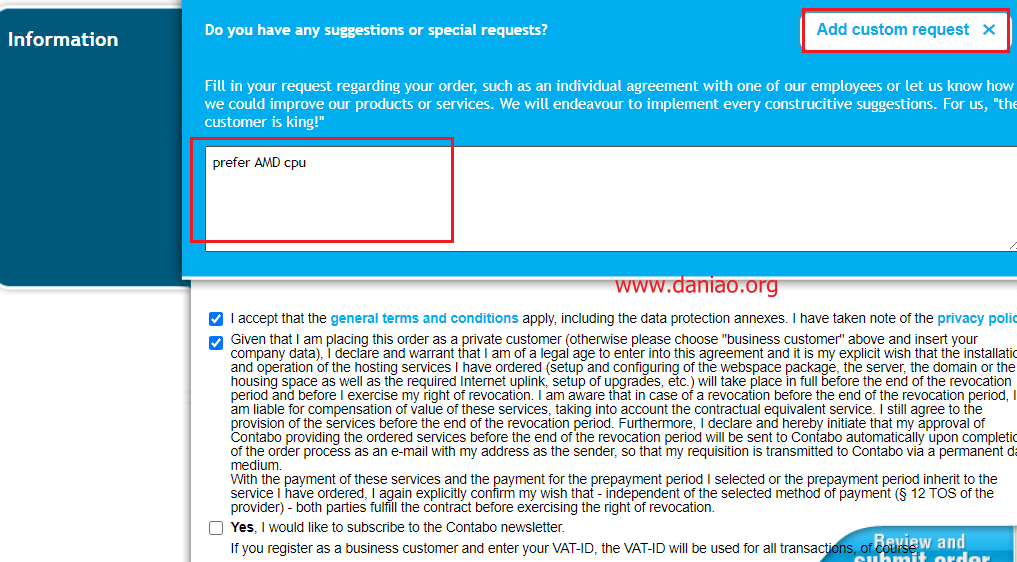 Information
Do you have any suggestions or special requests?
Add custom request ×
Fill in your request regarding your order, such as an individual agreement with one of our employees or let us know how
we could improve our products or services. We will endeavour to implement every construcitive suggestions. For us, "the
customer is king!"
prefer AMD cpu
www.daniao.org
I accept that the general terms and conditions apply, including the data protection annexes. I have taken note of the privacy polic
Given that I am placing this order as a private customer (otherwise please choose "business customer" above and insert your
company data), I declare and warrant that I am of a legal age to enter into this agreement and it is my explicit wish that the installatio
and operation of the hosting services I have ordered (setup and configuring of the webspace package, the server, the domain or the
housing space as well as the required Internet uplink, setup of upgrades, etc.) will take place in full before the end of the revocation
period and before I exercise my right of revocation. I am aware that in case of a revocation before the end of the revocation period, I
am liable for compensation of value of these services, taking into account the contractual equivalent service. I still agree to the
provision of the services before the end of the revocation period. Furthermore, I declare and hereby initiate that my approval of
Contabo providing the ordered services before the end of the revocation period will be sent to Contabo automatically upon completio
of the order process as an e-mail with my address as the sender, so that my requisition is transmitted to Contabo via a permanent da
medium.
With the payment of these services and the payment for the prepayment period I selected or the prepayment period inherit to the
service I have ordered, I again explicitly confirm my wish that - independent of the selected method of payment (§ 12 TOS of the
provider) - both parties fulfill the contract before exercising the right of revocation.
Yes, I would like to subscribe to the Contabo newsletter.
If you register as a business customer and enter your VAT-ID, the VAT-ID will be used for all transactions, of course
Review and
submit order